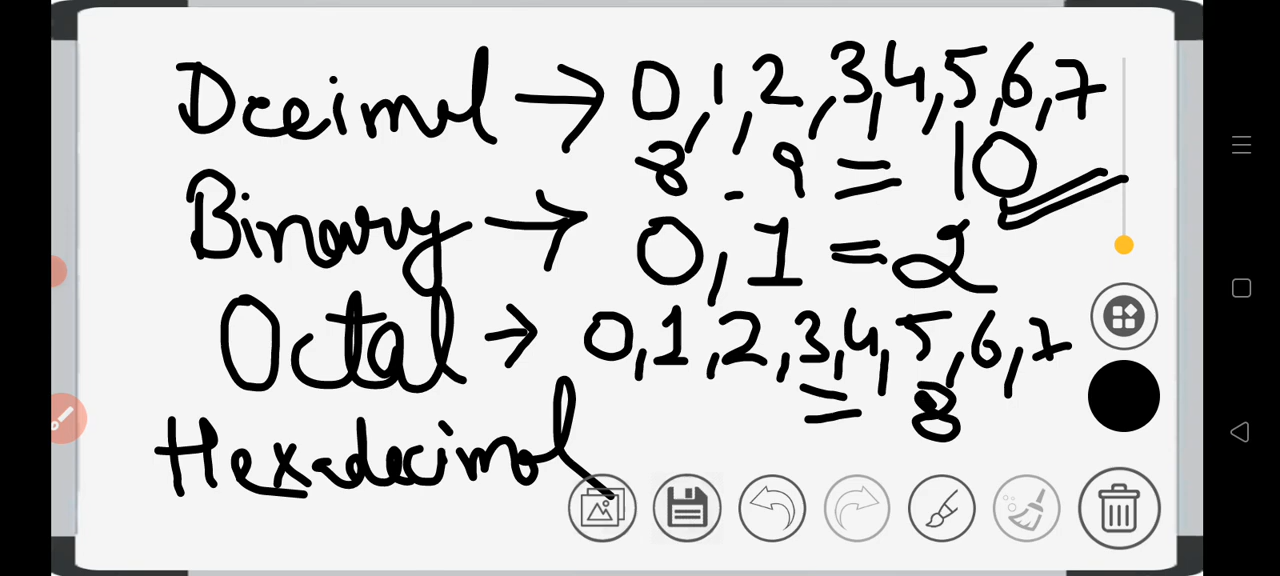 Decimal → 0,1,2,3,4,5,6,7
8,9 = 10
Binary → 0,1 = 2
Octal → 0,1,2,3,4,5,6,7
= 8
Hexadecimal